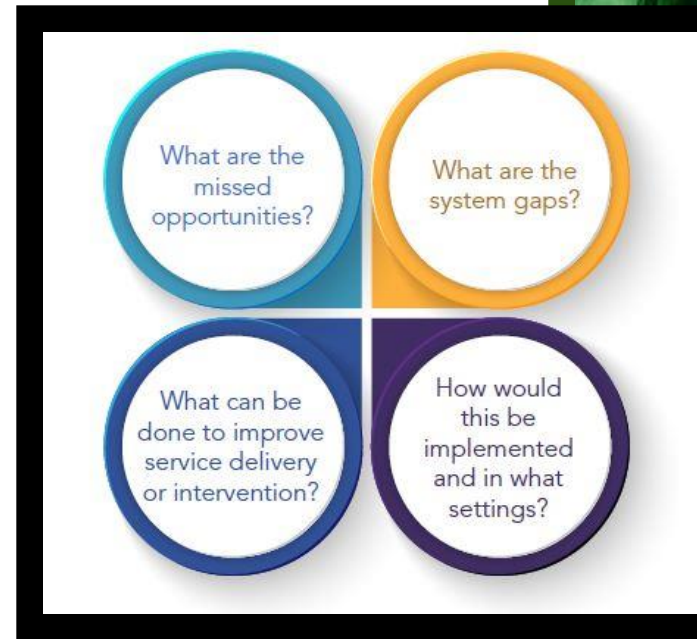 What are the
missed
opportunities?
What are the
system gaps?
What can be
done to improve
service delivery
or intervention?
How would
this be
implemented
and in what
settings?